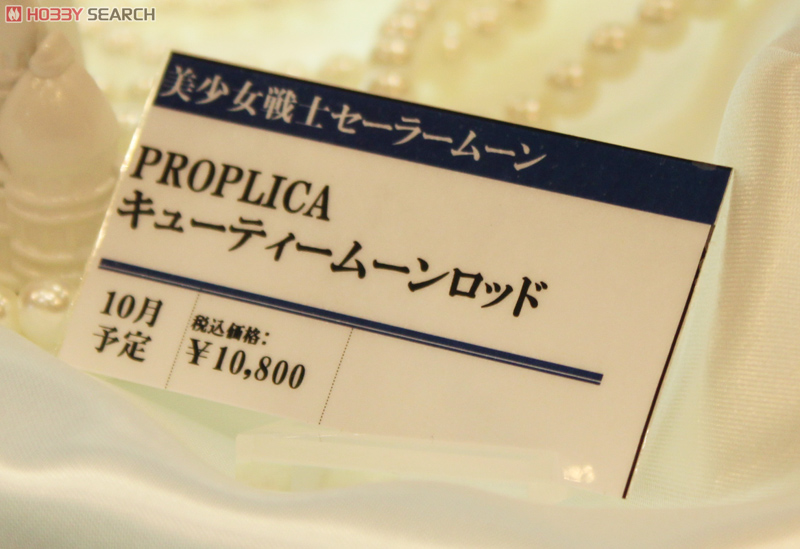 HOBBY SEARCH
美少女戦士セーラームーン
PROPLICA
キューティームーンロッド
10月
予定
税込価格:
¥10,800